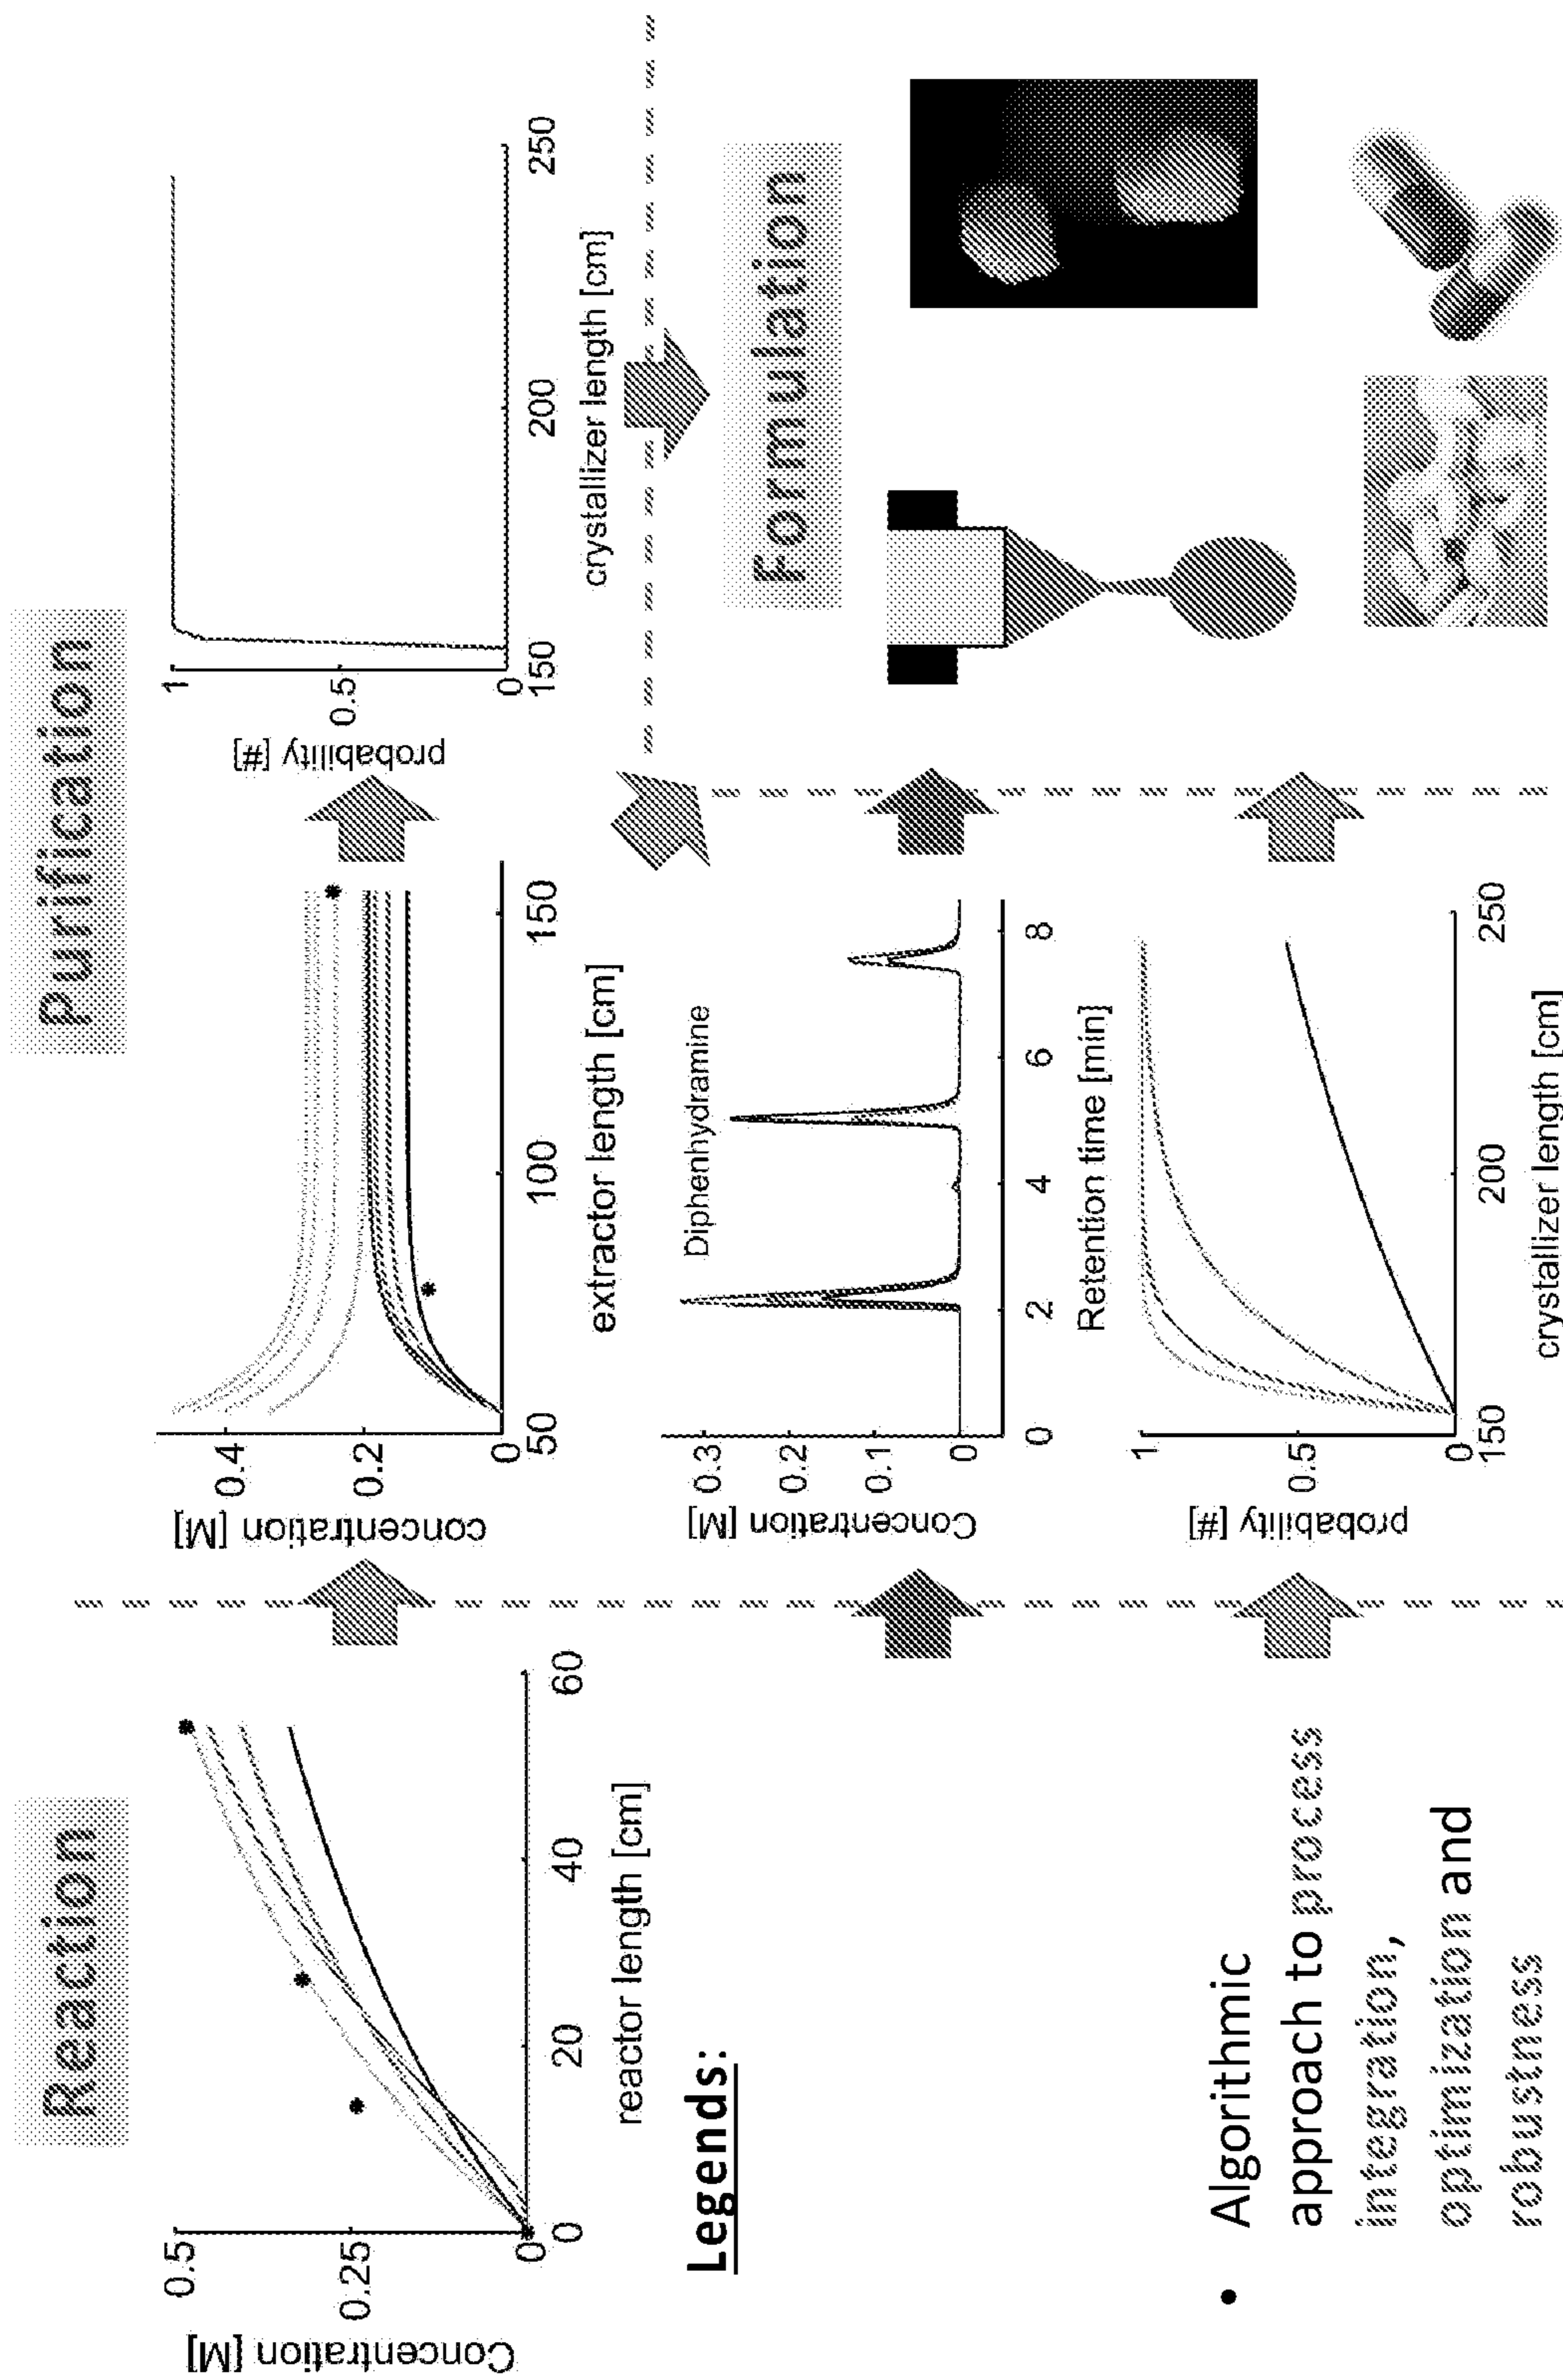 Reaction
Purification
Concentration [M]
0.5
0.25
0
0
20
40
60
reactor length [cm]
concentration [M]
0.4
0.2
0
50
100
150
extractor length [cm]
probability [#]
1
0.5
0
150
200
250
crystallizer length [cm]
Legends:
Concentration [M]
0.3
0.2
0.1
0
Diphenhydramine
0
2
4
6
8
Retention time [min]
Formulation
probability [#]
1
0.5
0
150
200
250
crystallizer length [cm]
• Algorithmic
approach to process
integration,
optimization and
robustness